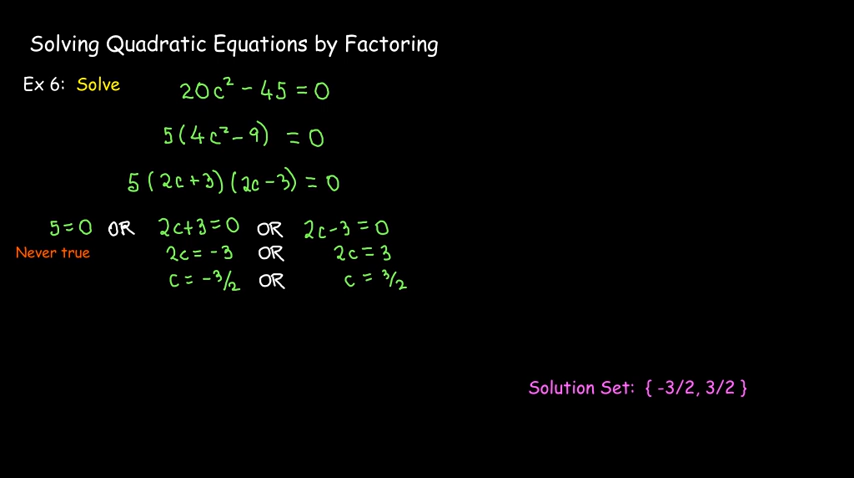 Solving Quadratic Equations by Factoring
Ex 6: Solve
20c² - 45 = 0
5(4c² - 9) = 0
5(2c + 3)(2c - 3) = 0
5 = 0 OR 2c + 3 = 0 OR 2c - 3 = 0
Never true 2c = -3 OR 2c = 3
c = -3/2 OR c = 3/2
Solution Set: { -3/2, 3/2 }